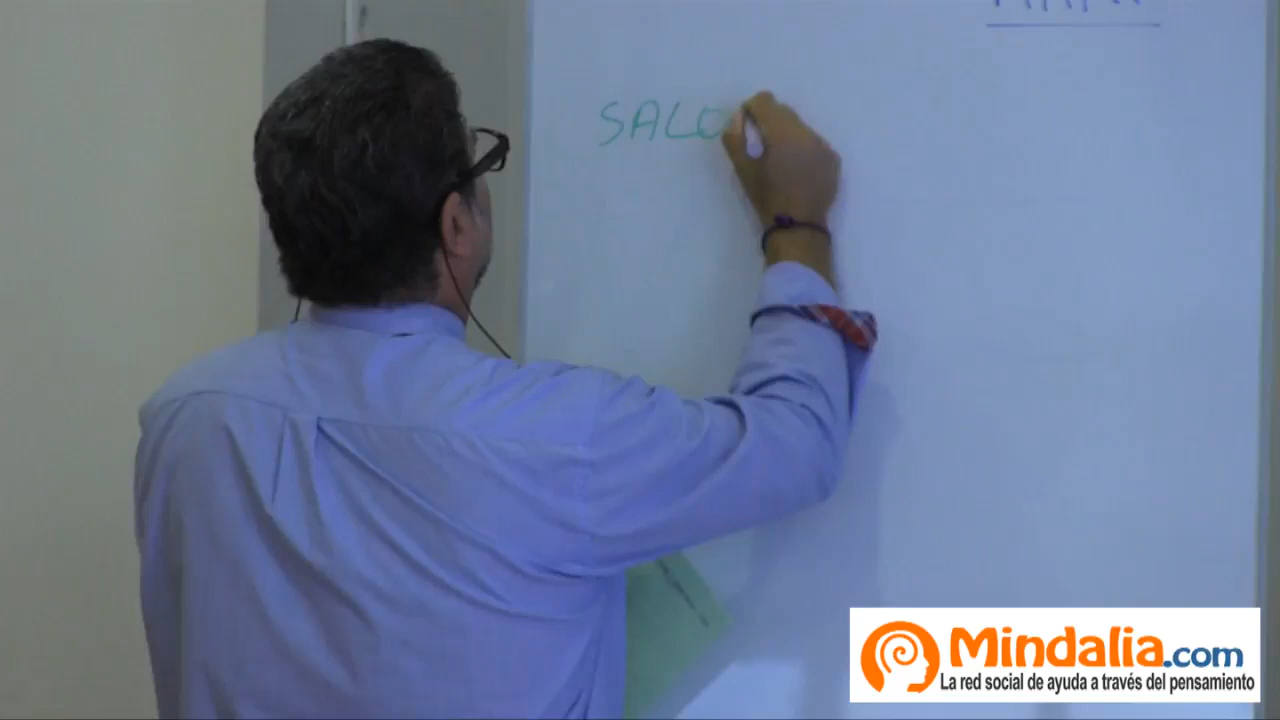 SALO
Mindalia.com
La red social de ayuda a través del pensamiento